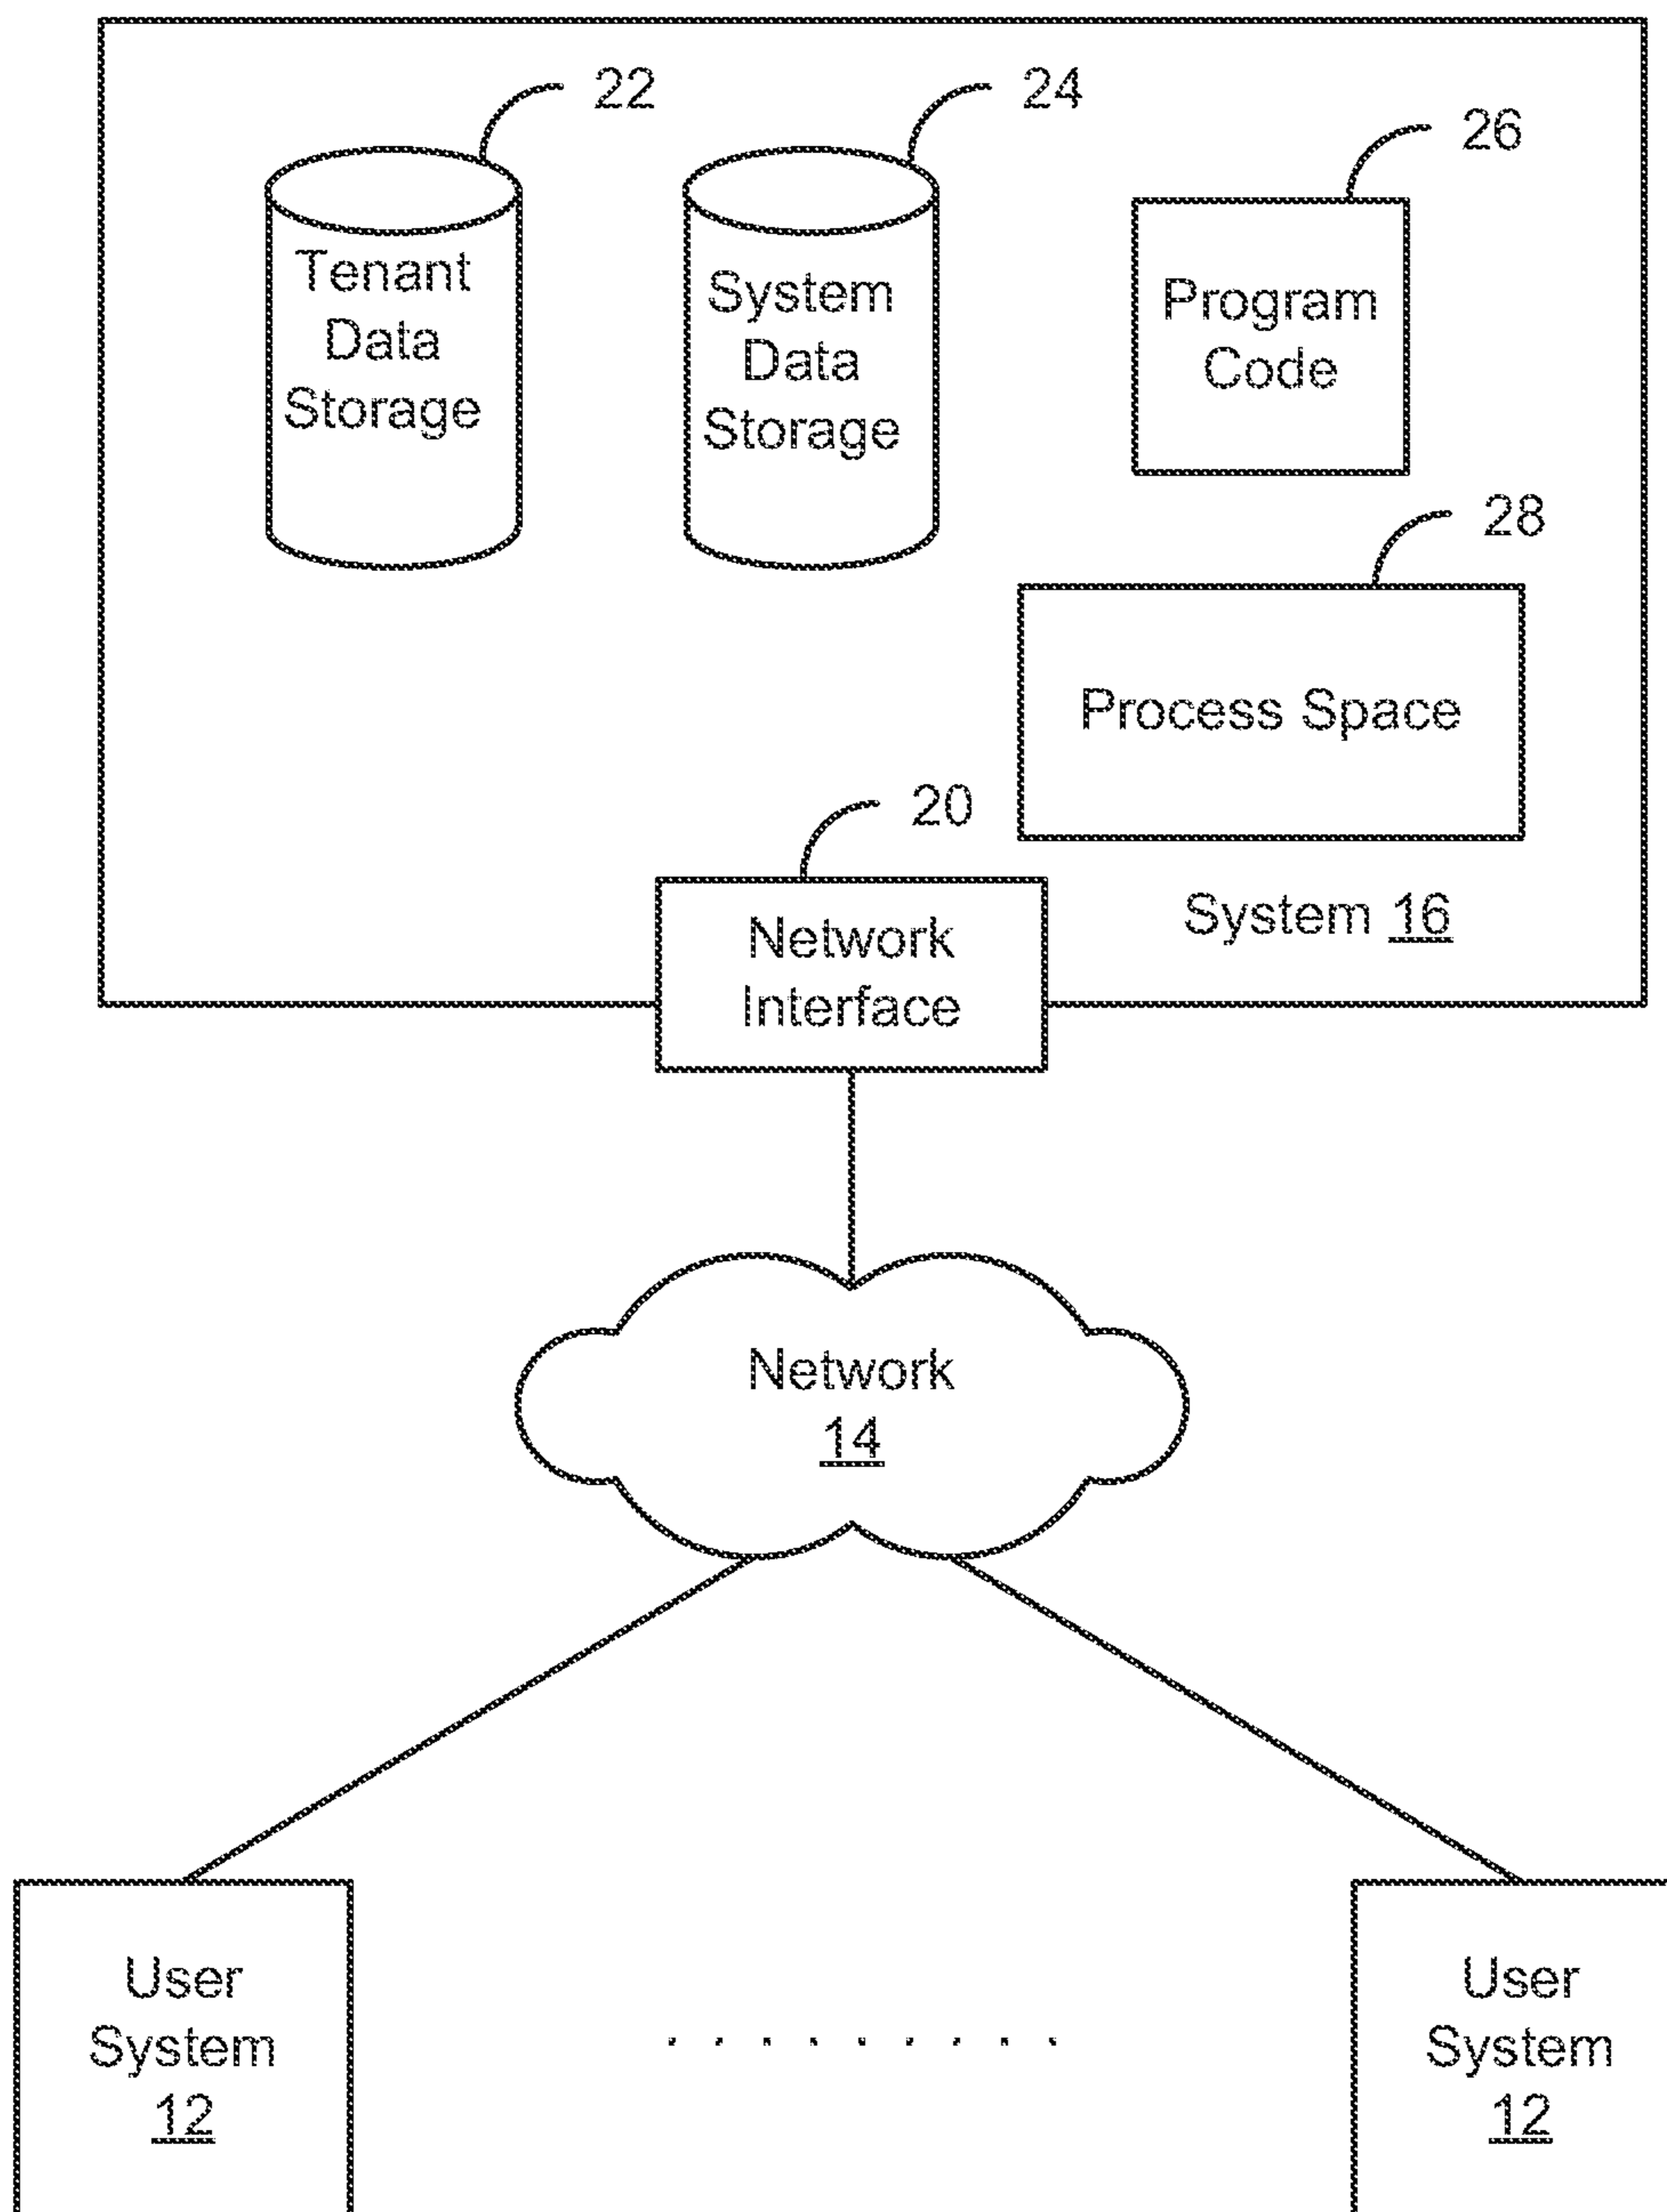 22
24
26
Tenant
Data
Storage
System
Data
Storage
Program
Code
28
Process Space
20
Network
Interface
System 16
Network
14
User
System
12
User
System
12